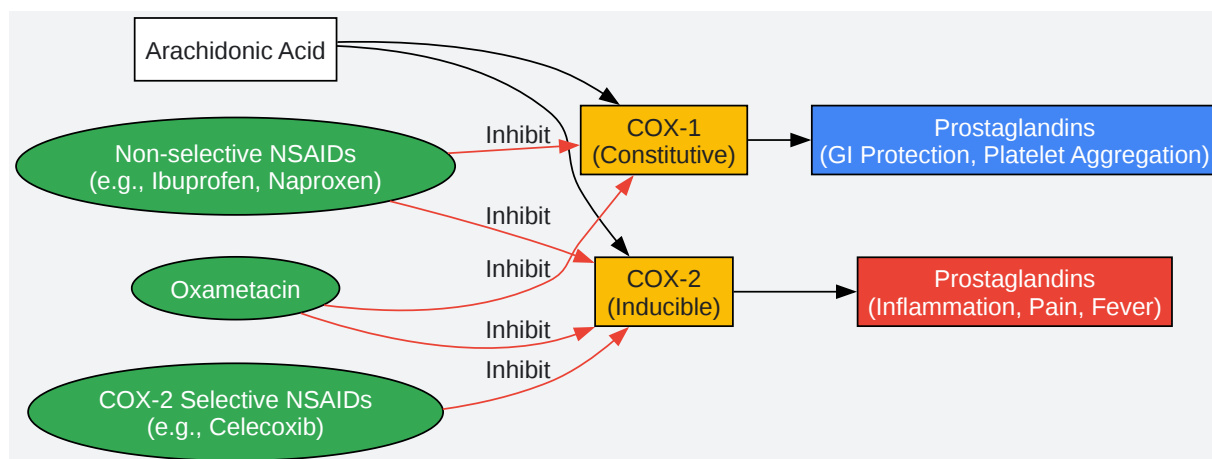 Arachidonic Acid
Non-selective NSAIDs
(e.g., Ibuprofen, Naproxen)
Oxametacin
COX-2 Selective NSAIDs
(e.g., Celecoxib)
Inhibit
Inhibit
Inhibit
Inhibit
Inhibit
COX-1
(Constitutive)
COX-2
(Inducible)
Prostaglandins
(GI Protection, Platelet Aggregation)
Prostaglandins
(Inflammation, Pain, Fever)